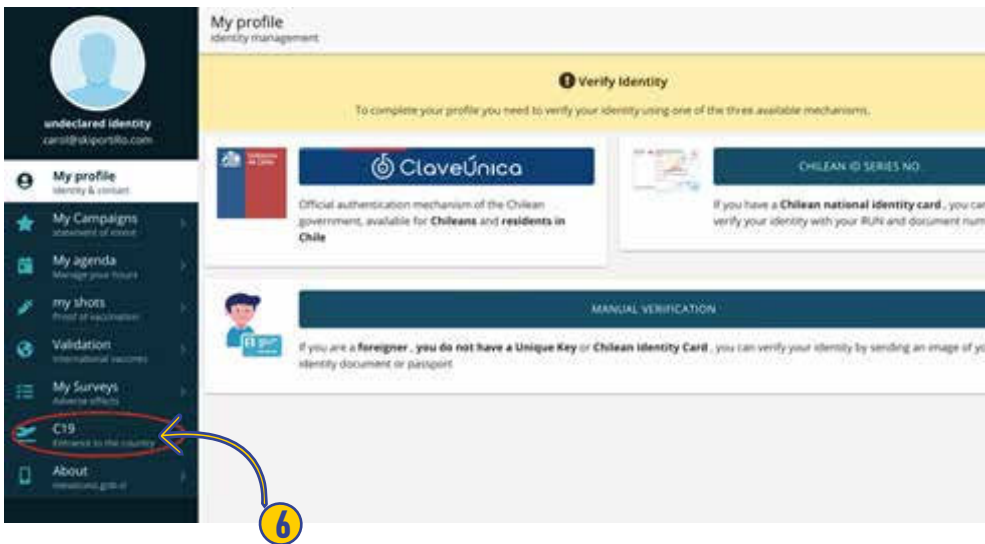 My profile
identity management
Verify Identity
To complete your profile you need to verify your identity using one of the three available mechanisms.
undeclared identity
carol@skiportillo.com
My profile
identity & contact
My Campaigns
statement of intent
My agenda
Manage your hours
my shots
Proof of vaccination
Validation
international vaccines
My Surveys
Adverse effects
C19
Entrance to the country
About
ClaveÚnica
Official authentication mechanism of the Chilean
government, available for Chileans and residents in
Chile
CHILEAN ID SERIES NO.
If you have a Chilean national identity card , you can
verify your identity with your RUN and document num
MANUAL VERIFICATION
If you are a foreigner , you do not have a Unique Key or Chilean Identity Card , you can verify your identity by sending an image of yo
identity document or passport
6